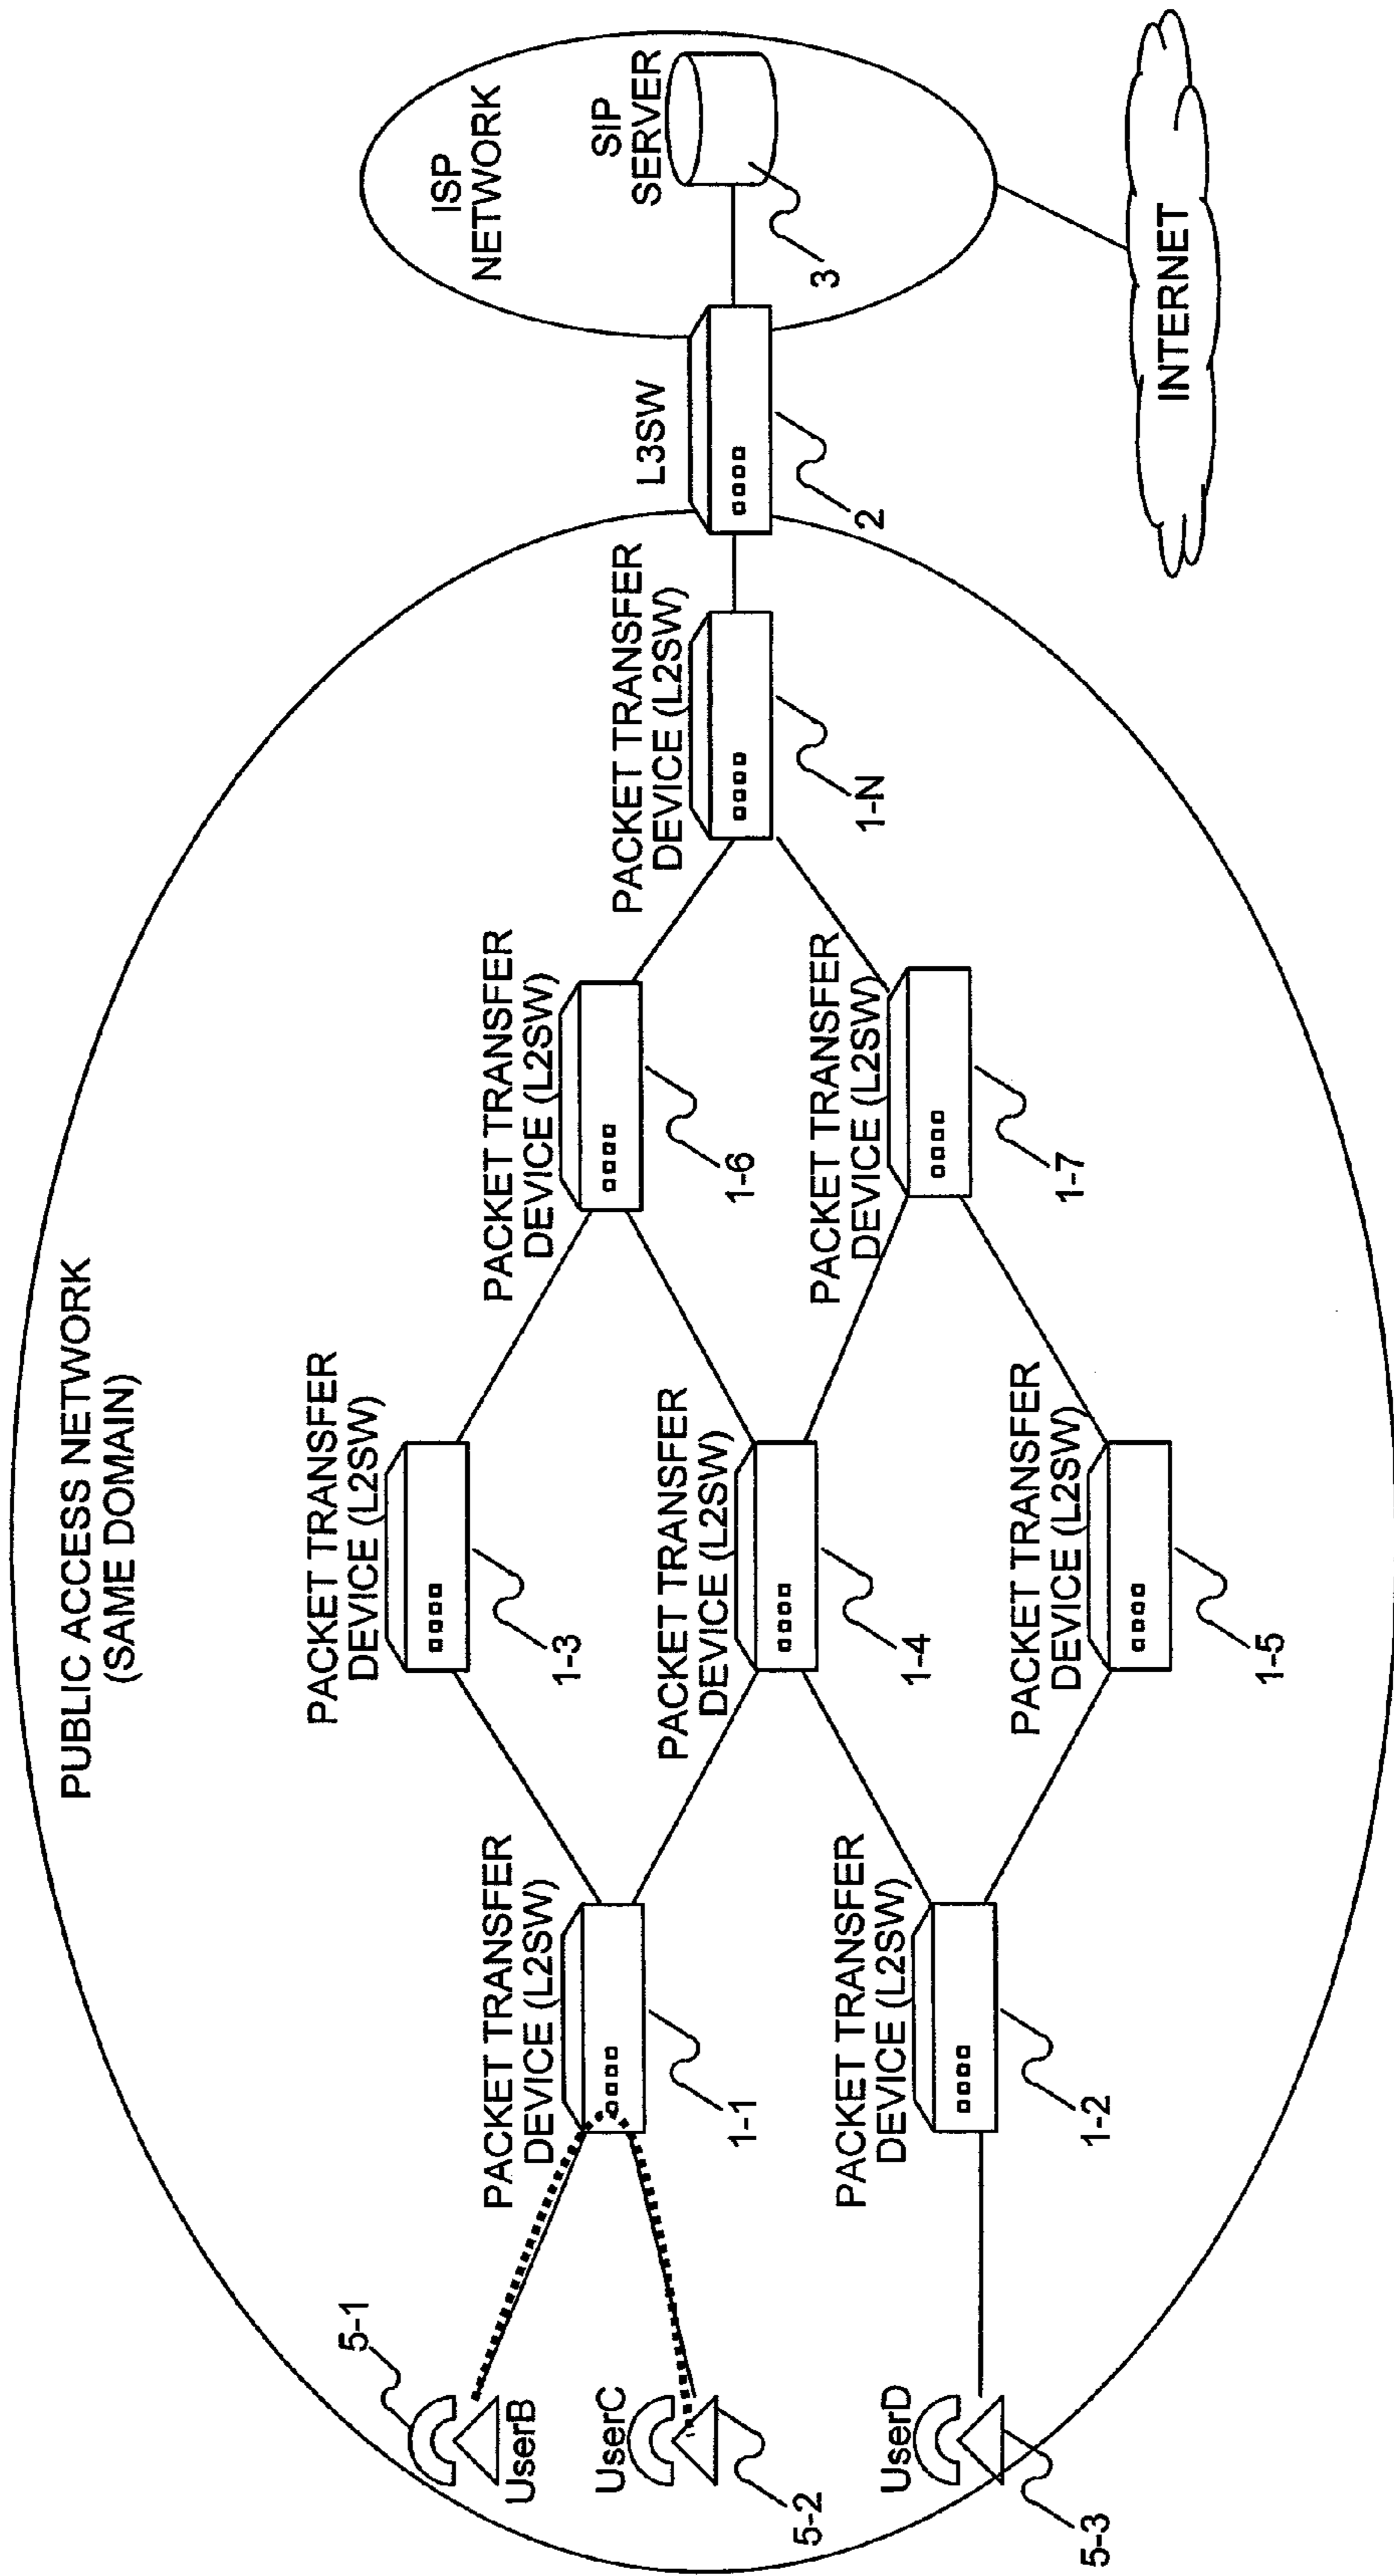 PUBLIC ACCESS NETWORK
(SAME DOMAIN)
ISP
NETWORK
SIP
SERVER
3
L3SW
2
INTERNET
PACKET TRANSFER
DEVICE (L2SW)
1-N
PACKET TRANSFER
DEVICE (L2SW)
1-6
PACKET TRANSFER
DEVICE (L2SW)
1-7
PACKET TRANSFER
DEVICE (L2SW)
1-3
PACKET TRANSFER
DEVICE (L2SW)
1-4
PACKET TRANSFER
DEVICE (L2SW)
1-5
PACKET TRANSFER
DEVICE (L2SW)
1-1
PACKET TRANSFER
DEVICE (L2SW)
1-2
5-1
UserB
UserC
5-2
UserD
5-3